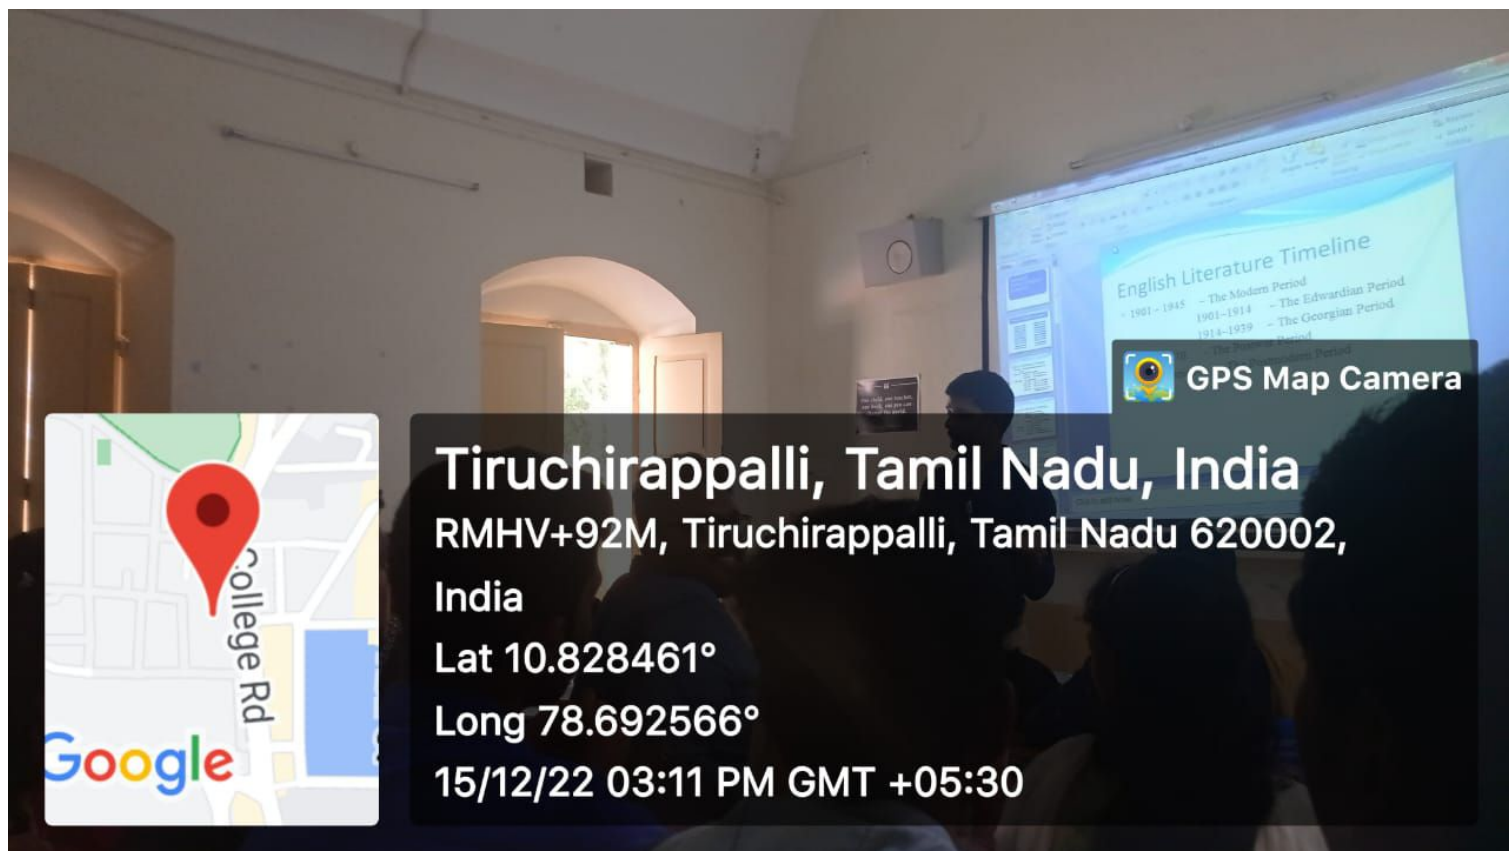 English Literature Timeline
- 1901 - 1945 - The Modern Period
1901–1914 - The Edwardian Period
1914–1939 - The Georgian Period
Period
Period
GPS Map Camera
Tiruchirappalli, Tamil Nadu, India
RMHV+92M, Tiruchirappalli, Tamil Nadu 620002,
India
Lat 10.828461°
Long 78.692566°
15/12/22 03:11 PM GMT +05:30
College Rd
Google